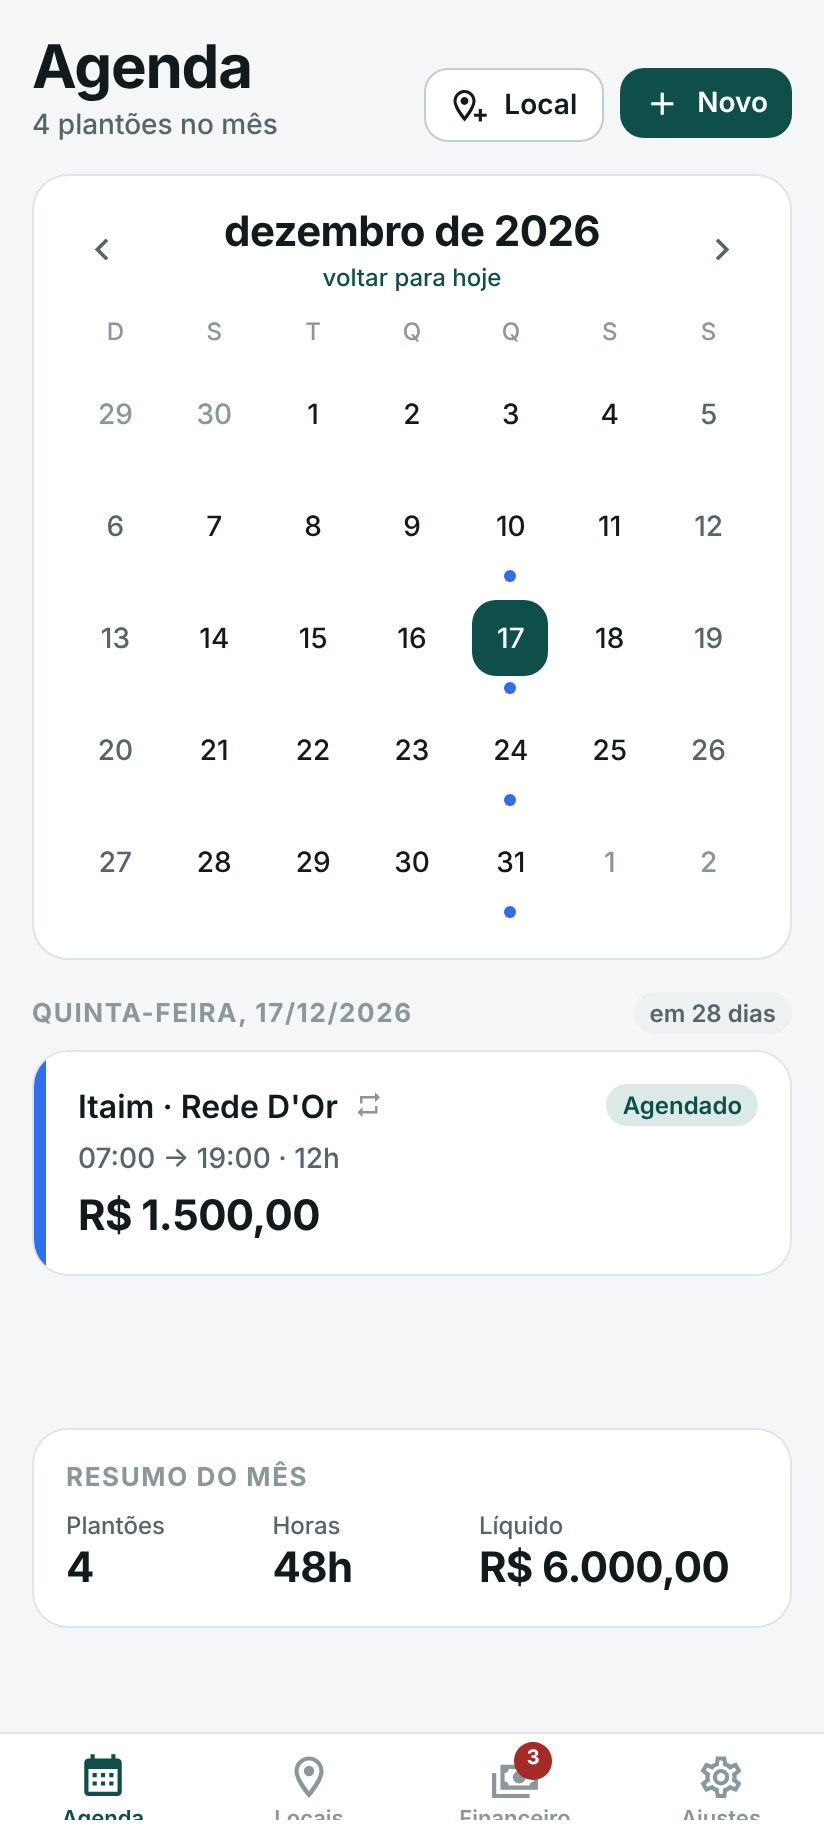 Agenda
4 plantões no mês
Local
Novo
dezembro de 2026
voltar para hoje
D S T Q Q S S
29 30 1 2 3 4 5
6 7 8 9 10 11 12
13 14 15 16 17 18 19
20 21 22 23 24 25 26
27 28 29 30 31 1 2
QUINTA-FEIRA, 17/12/2026
em 28 dias
Itaim · Rede D'Or
Agendado
07:00 → 19:00 · 12h
R$ 1.500,00
RESUMO DO MÊS
Plantões Horas Líquido
4 48h R$ 6.000,00
3
Agenda Locais Financeiro Ajustes